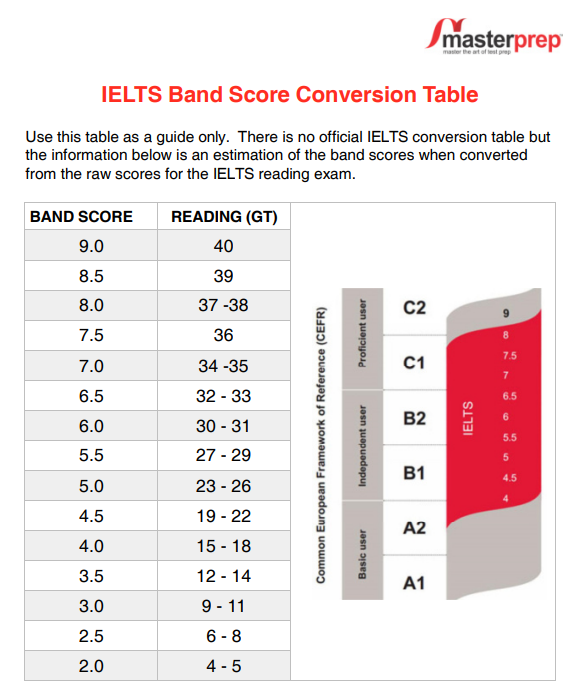 masterprep
master the art of test prep
IELTS Band Score Conversion Table
Use this table as a guide only. There is no official IELTS conversion table but
the information below is an estimation of the band scores when converted
from the raw scores for the IELTS reading exam.
BAND SCORE READING (GT)
9.0 40
8.5 39
8.0 37 -38
7.5 36
7.0 34 -35
6.5 32 - 33
6.0 30 - 31
5.5 27 - 29
5.0 23 - 26
4.5 19 - 22
4.0 15 - 18
3.5 12 - 14
3.0 9 - 11
2.5 6 - 8
2.0 4 - 5
Common European Framework of Reference (CEFR)
Proficient user
Independent user
Basic user
C2
C1
B2
B1
A2
A1
IELTS
9
8
7.5
7
6.5
6
5.5
5
4.5
4